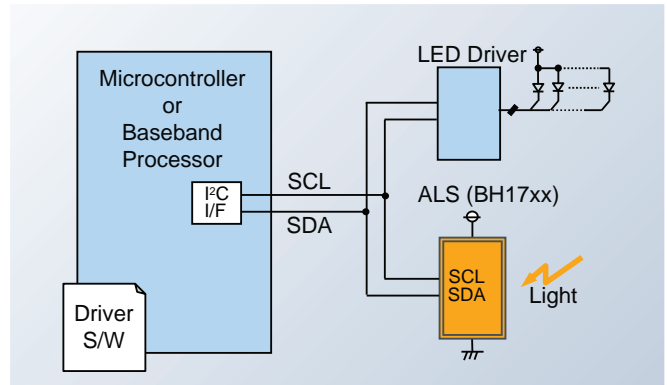 Microcontroller
or
Baseband
Processor
I²C
I/F
SCL
SDA
Driver
S/W
LED Driver
ALS (BH17xx)
SCL
SDA
Light